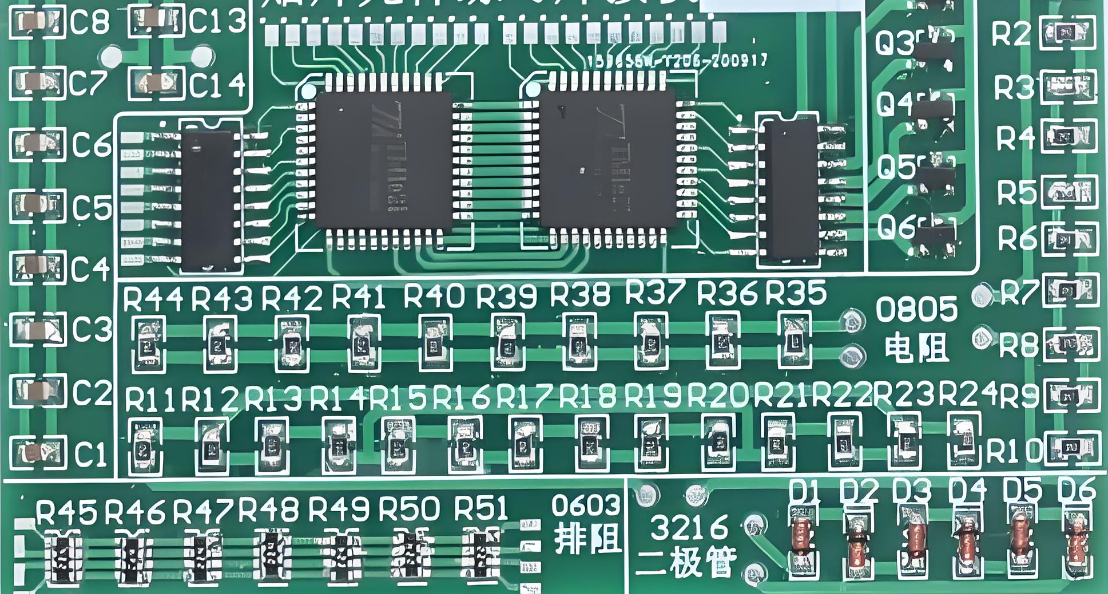 C8
C13
C7
C14
C6
C5
C4
C3
C2
C1
Q3
Q4
Q5
Q6
R2
R3
R4
R5
R6
R7
R8
R9
R10
R44 R43 R42 R41 R40 R39 R38 R37 R36 R35
0805
电阻
R11 R12 R13 R14 R15 R16 R17 R18 R19 R20 R21 R22 R23 R24
R45 R46 R47 R48 R49 R50 R51
0603
排阻
3216
二极管
D1 D2 D3 D4 D5 D6